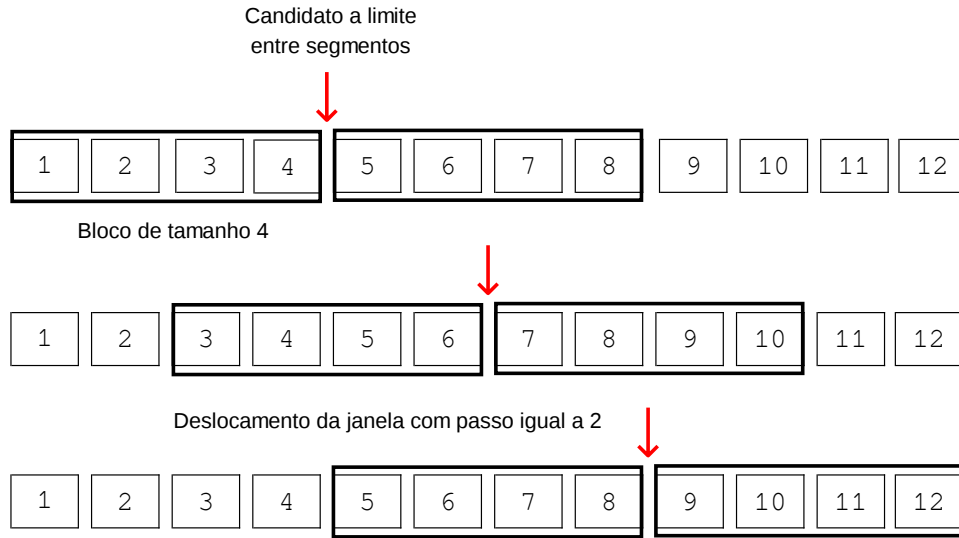 Candidato a limite
entre segmentos
1 2 3 4 5 6 7 8 9 10 11 12
Bloco de tamanho 4
1 2 3 4 5 6 7 8 9 10 11 12
Deslocamento da janela com passo igual a 2
1 2 3 4 5 6 7 8 9 10 11 12